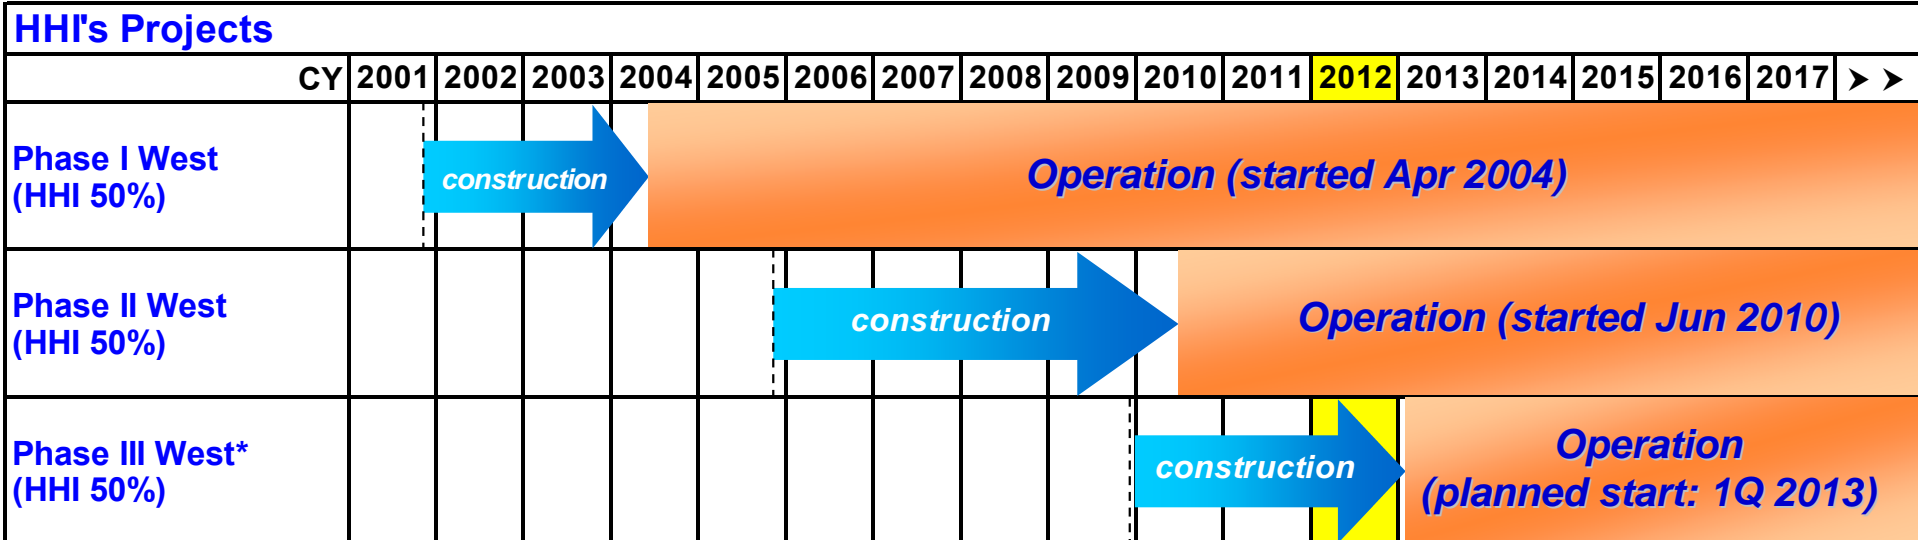 HHI's Projects
CY 2001 2002 2003 2004 2005 2006 2007 2008 2009 2010 2011 2012 2013 2014 2015 2016 2017 ➤ ➤
Phase I West
(HHI 50%)
construction
Operation (started Apr 2004)
Phase II West
(HHI 50%)
construction
Operation (started Jun 2010)
Phase III West*
(HHI 50%)
construction
Operation
(planned start: 1Q 2013)